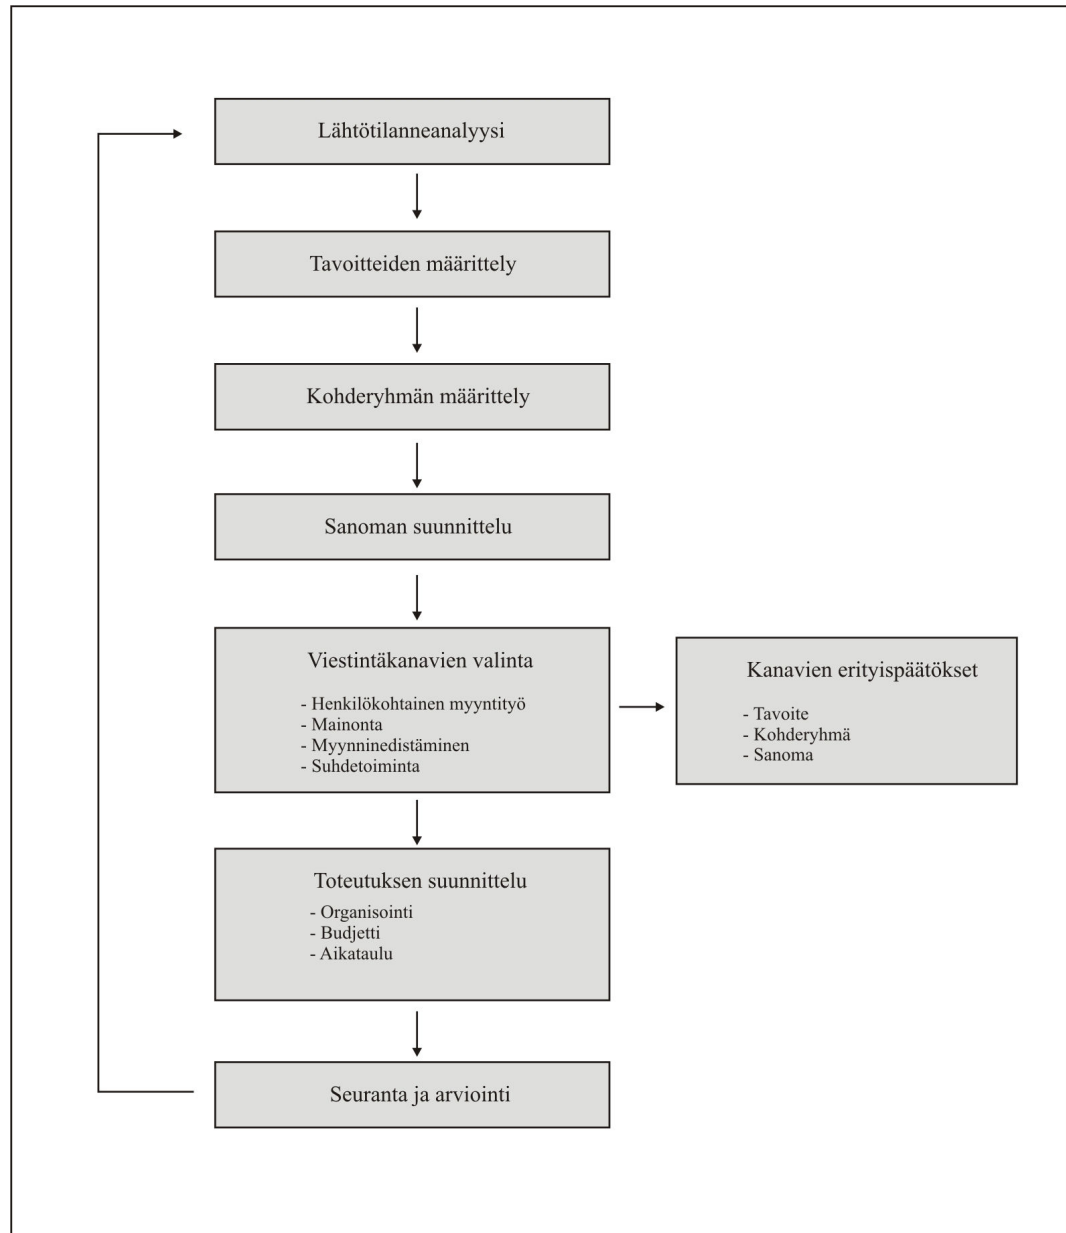 Lähtötilanneanalyysi
Tavoitteiden määrittely
Kohderyhmän määrittely
Sanoman suunnittelu
Viestintäkanavien valinta
- Henkilökohtainen myyntityö
- Mainonta
- Myynninedistäminen
- Suhdetoiminta
Kanavien erityispäätökset
- Tavoite
- Kohderyhmä
- Sanoma
Toteutuksen suunnittelu
- Organisointi
- Budjetti
- Aikataulu
Seuranta ja arviointi